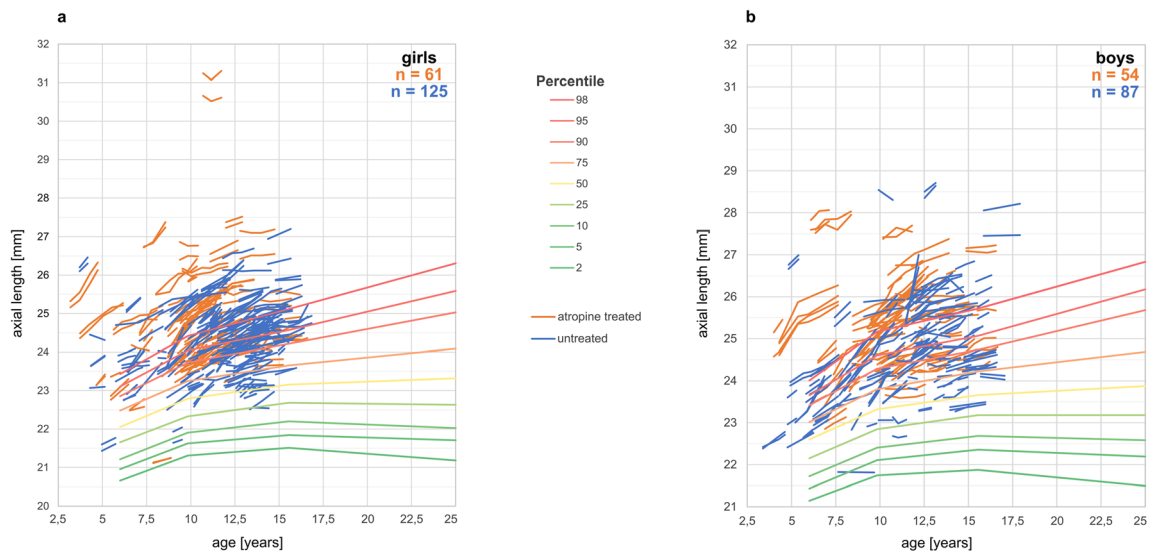 a
girls
n = 61
n = 125
32
31
30
29
28
27
26
25
24
23
22
21
20
axial length [mm]
2,5 5 7,5 10 12,5 15 17,5 20 22,5 25
age [years]
Percentile
98
95
90
75
50
25
10
5
2
atropine treated
untreated
b
boys
n = 54
n = 87
32
31
30
29
28
27
26
25
24
23
22
21
axial length [mm]
2,5 5 7,5 10 12,5 15 17,5 20 22,5 25
age [years]